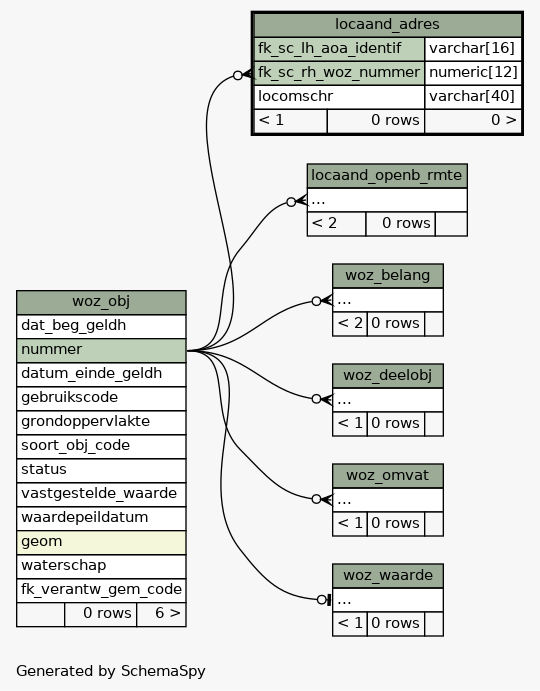 locaand_adres
fk_sc_lh_aoa_identif varchar[16]
fk_sc_rh_woz_nummer numeric[12]
locomschr varchar[40]
< 1 0 rows 0 >
locaand_openb_rmte
...
< 2 0 rows
woz_belang
...
< 2 0 rows
woz_obj
dat_beg_geldh
nummer
datum_einde_geldh
gebruikscode
grondoppervlakte
soort_obj_code
status
vastgestelde_waarde
waardepeildatum
geom
waterschap
fk_verantw_gem_code
0 rows 6 >
woz_deelobj
...
< 1 0 rows
woz_omvat
...
< 1 0 rows
woz_waarde
...
< 1 0 rows
Generated by SchemaSpy